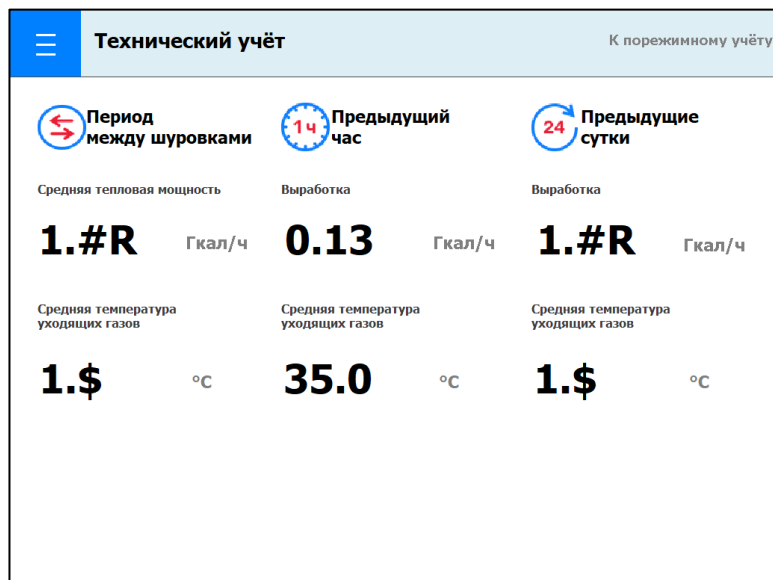 Технический учёт
К порежимному учёту
Период
между шуровками
1ч
Предыдущий
час
24
Предыдущие
сутки
Средняя тепловая мощность
Выработка
Выработка
1.#R Гкал/ч
0.13 Гкал/ч
1.#R Гкал/ч
Средняя температура
уходящих газов
Средняя температура
уходящих газов
Средняя температура
уходящих газов
1.$ °C
35.0 °C
1.$ °C